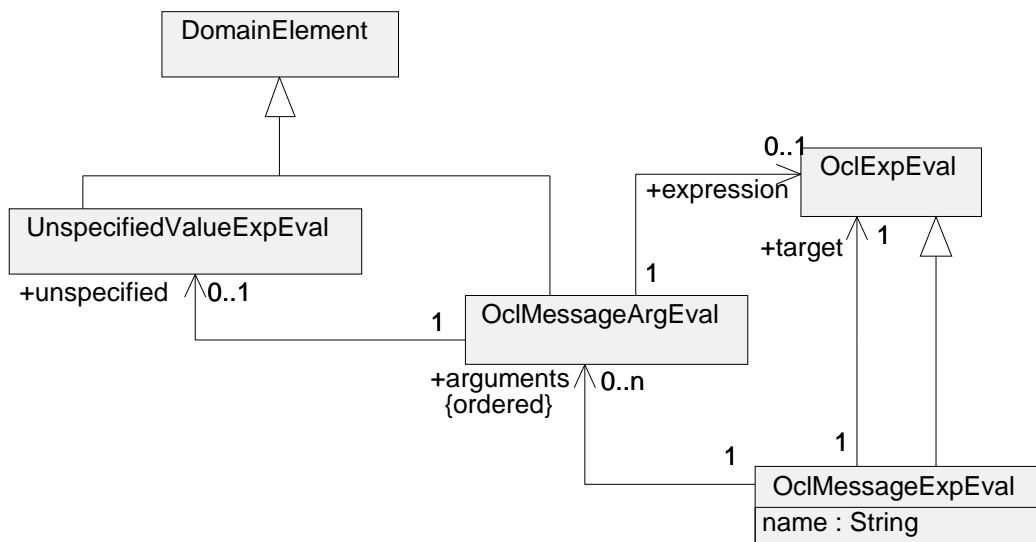 DomainElement
0..1
OclExpEval
+expression
UnspecifiedValueExpEval
+target
1
+unspecified
0..1
1
1
OclMessageArgEval
+arguments
0..n
{ordered}
1
1
OclMessageExpEval
name : String